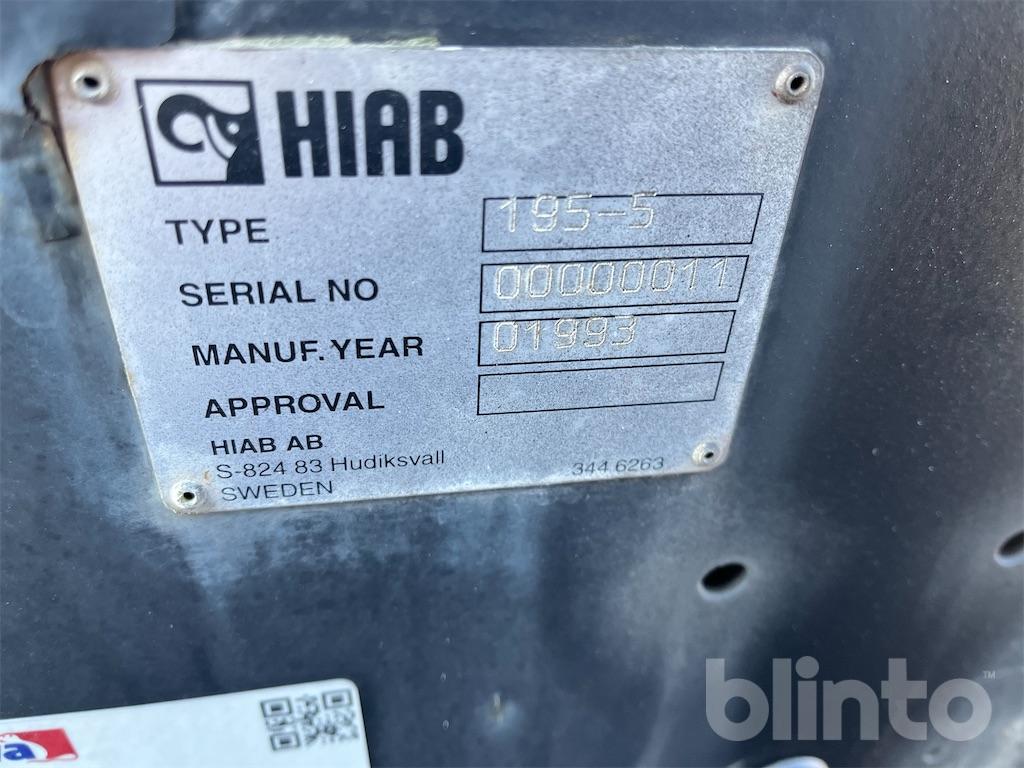 HIAB
TYPE 195-5
SERIAL NO 00000011
MANUF. YEAR 01993
APPROVAL
HIAB AB
S-824 83 Hudiksvall
SWEDEN 344 6263
blinto™